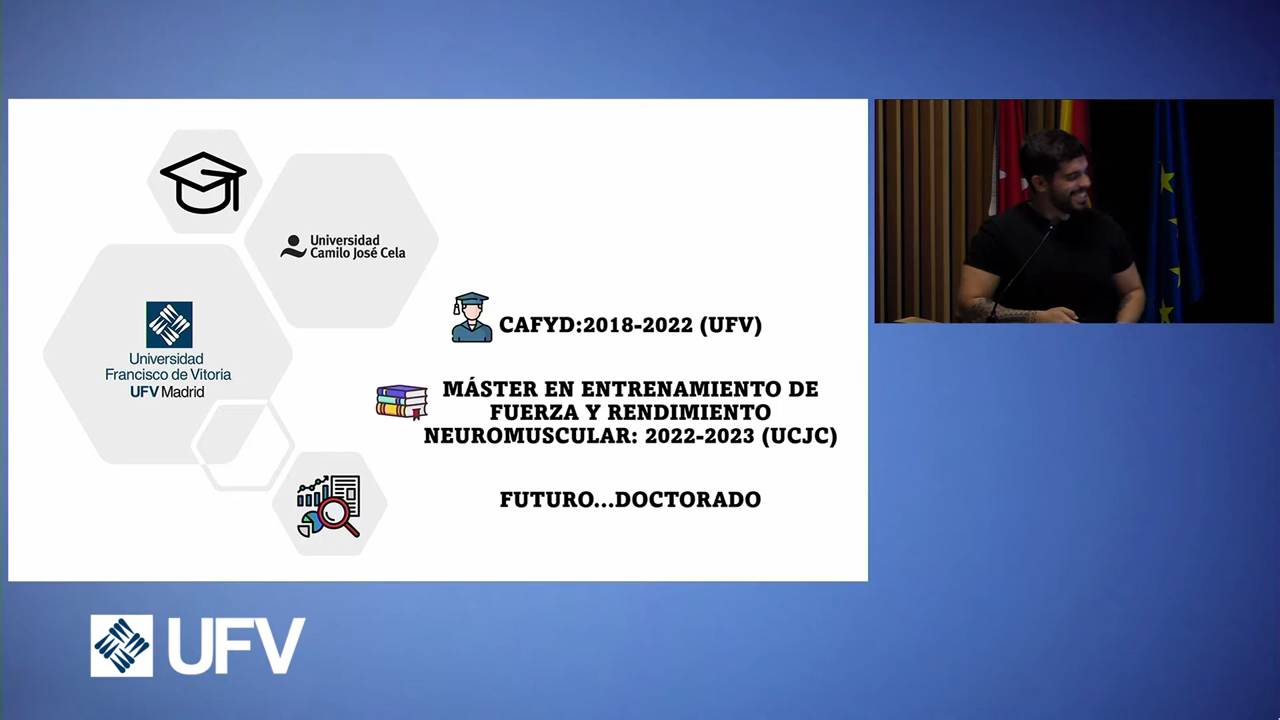 Universidad
Camilo José Cela
Universidad
Francisco de Vitoria
UFV Madrid
CAFYD:2018-2022 (UFV)
MÁSTER EN ENTRENAMIENTO DE
FUERZA Y RENDIMIENTO
NEUROMUSCULAR: 2022-2023 (UCJC)
FUTURO...DOCTORADO
UFV